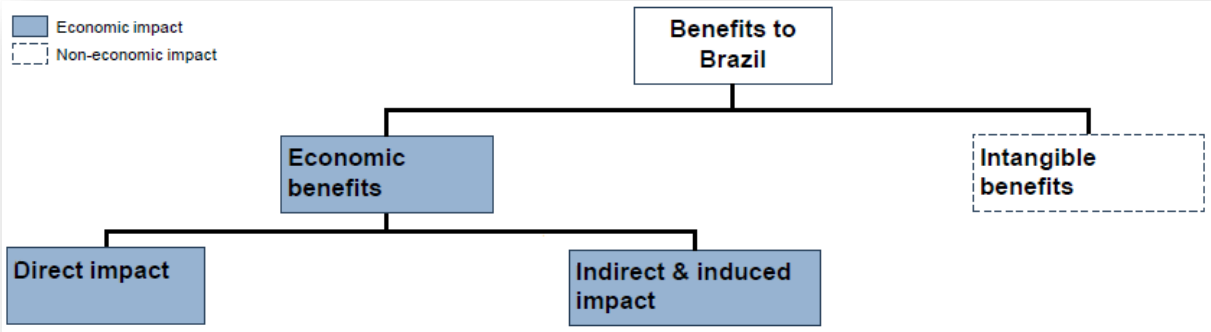 Economic impact
Non-economic impact
Benefits to
Brazil
Economic
benefits
Intangible
benefits
Direct impact
Indirect & induced
impact